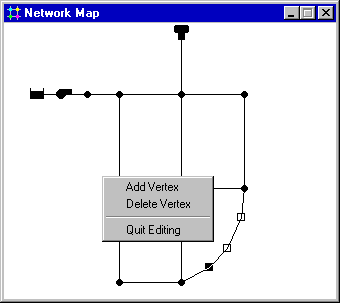 Network Map
Add Vertex
Delete Vertex
Quit Editing